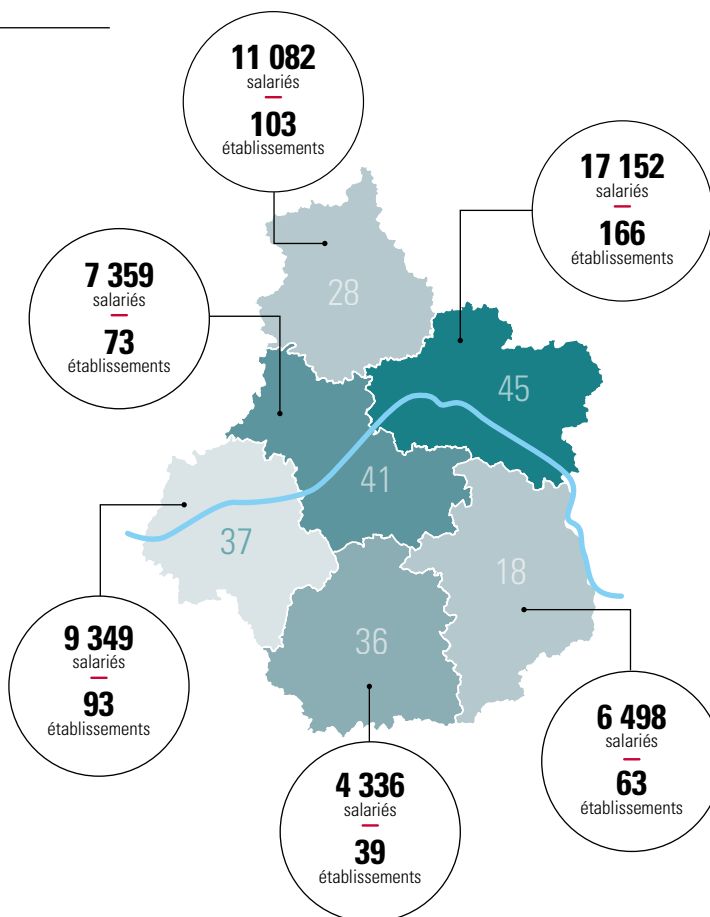 11 082
salariés
103
établissements
17 152
salariés
166
établissements
7 359
salariés
73
établissements
28
45
41
37
18
36
9 349
salariés
93
établissements
6 498
salariés
63
établissements
4 336
salariés
39
établissements